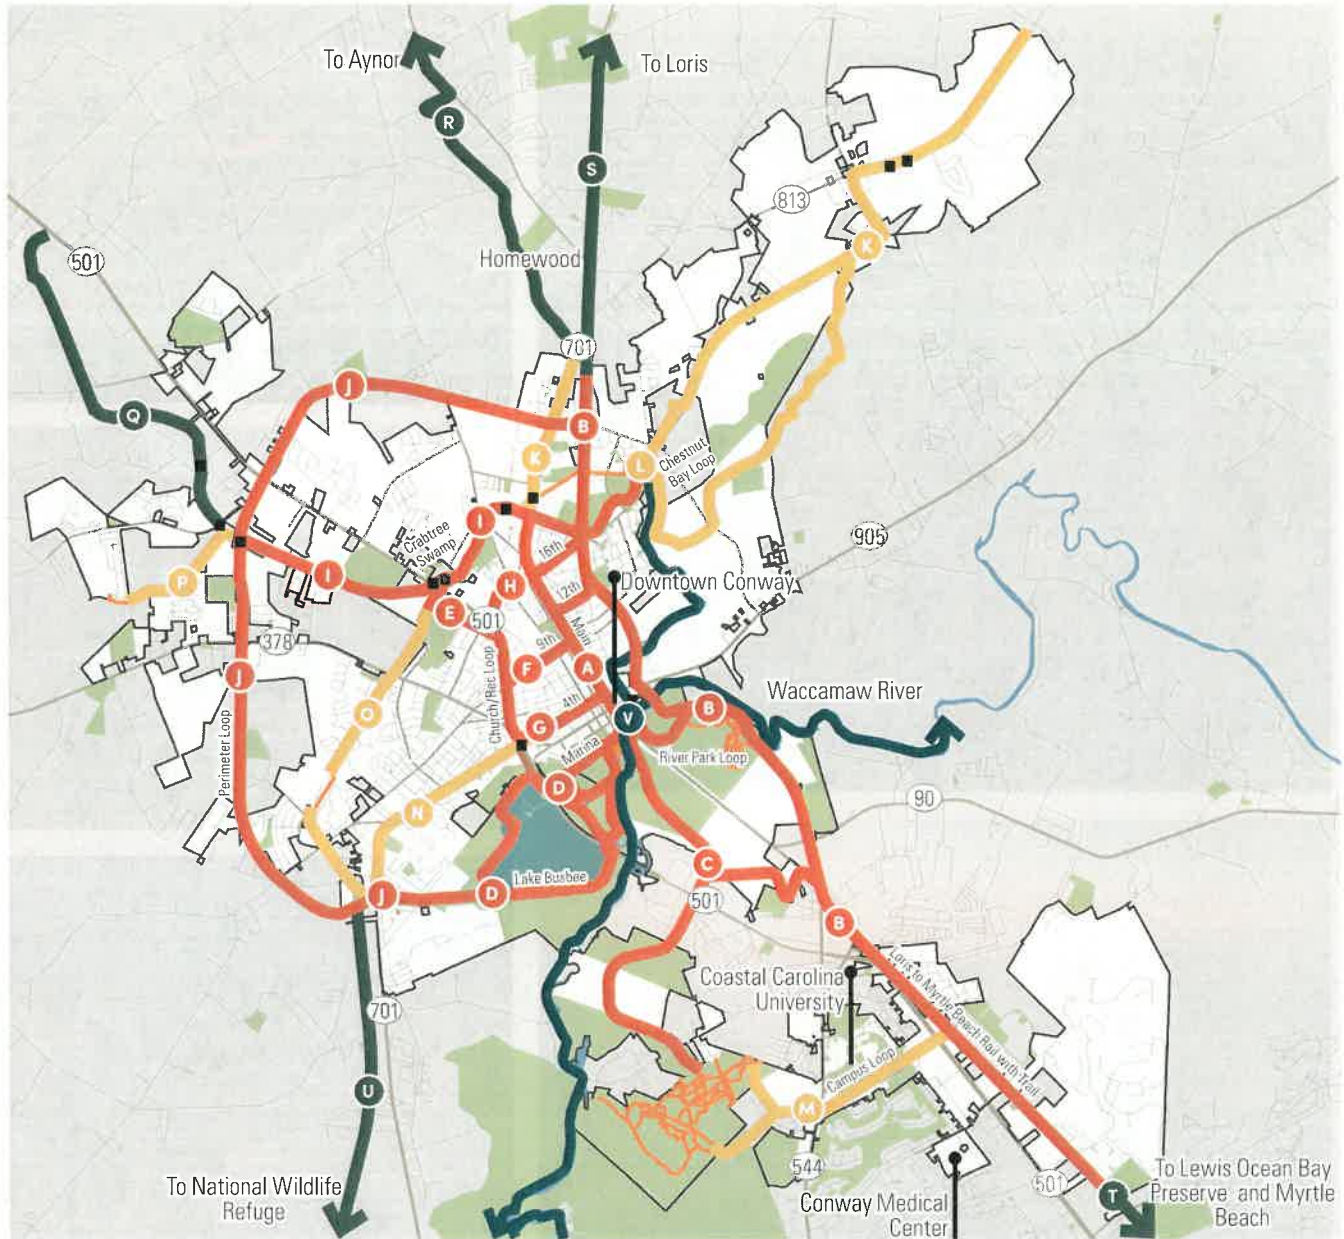 To Aynor
To Loris
R
S
813
K
Homewood
501
701
J
Q
B
K
L
Chestnut
Bay Loop
I
905
Crabtree
Swamp
16th
I
P
H
12th
Downtown Conway
E
501
Main
378
9th
F
A
J
Church/Rec Loop
4th
Waccamaw River
O
G
V
B
Perimeter Loop
Marina
River Park Loop
D
90
N
C
Lake Busbee
J
D
501
B
Loris to Myrtle Beach Rail with Trail
Coastal Carolina
University
701
Campus Loop
U
M
544
501
To National Wildlife
Refuge
Conway Medical
Center
T
To Lewis Ocean Bay
Preserve and Myrtle
Beach